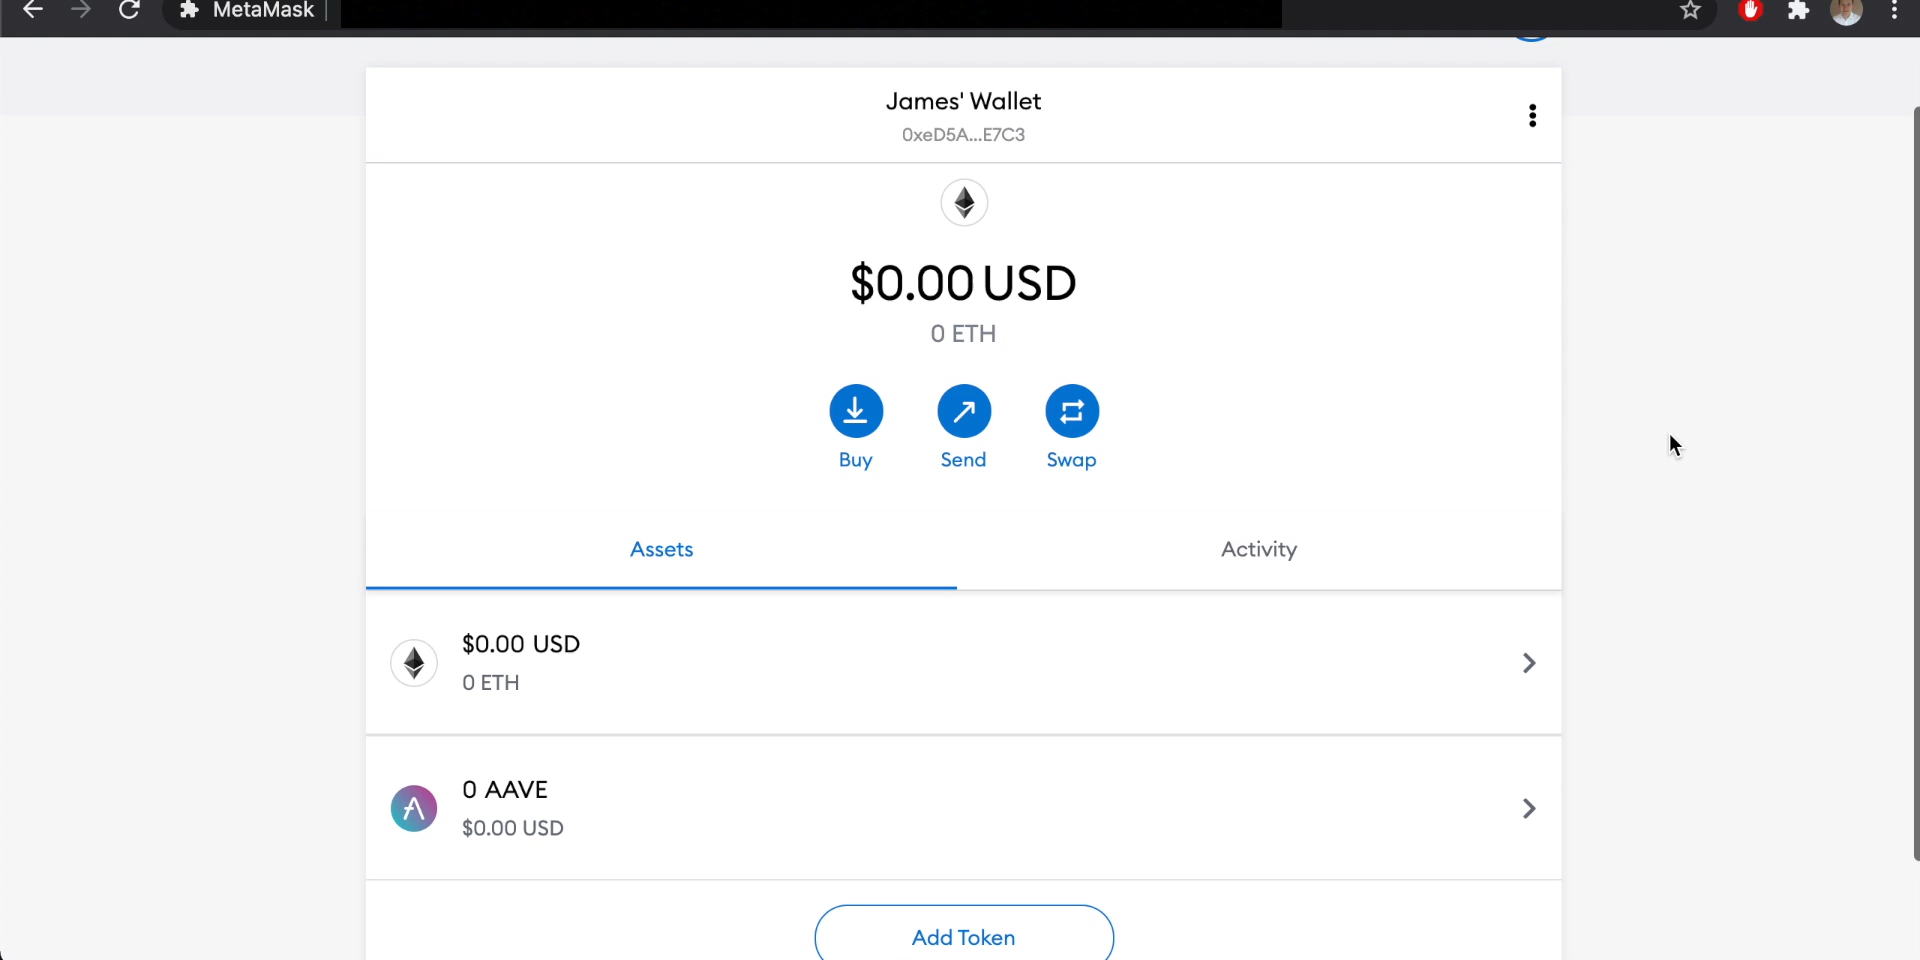 MetaMask
James' Wallet
0xeD5A...E7C3
$0.00 USD
0 ETH
Buy
Send
Swap
Assets
Activity
$0.00 USD
0 ETH
0 AAVE
$0.00 USD
Add Token